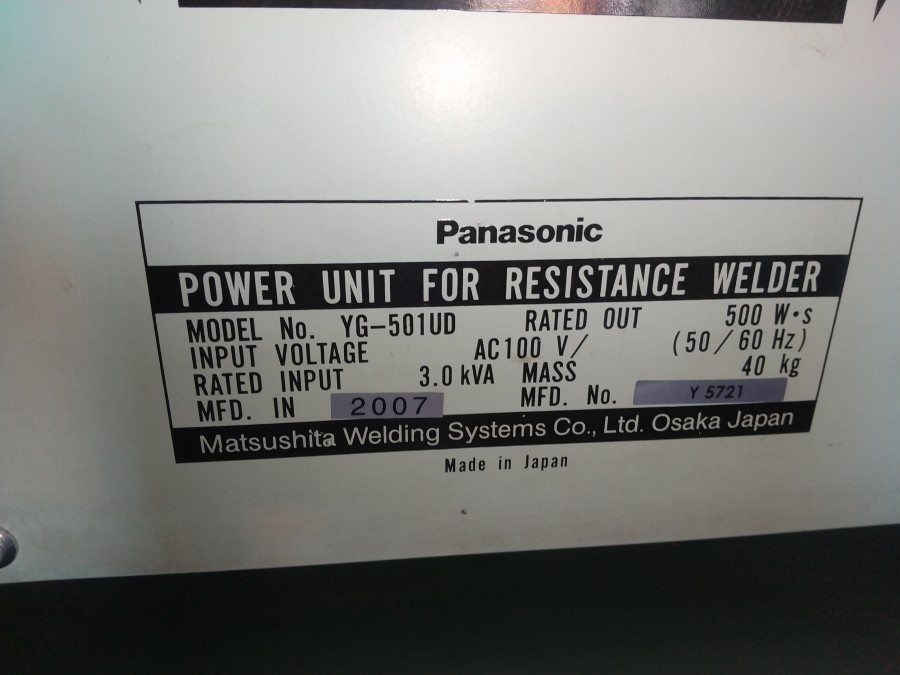 Panasonic
POWER UNIT FOR RESISTANCE WELDER
MODEL No. YG-501UD RATED OUT 500 W·s
INPUT VOLTAGE AC100 V/ (50/60 Hz)
RATED INPUT 3.0 kVA MASS 40 kg
MFD. IN 2007 MFD. No. Y 5721
Matsushita Welding Systems Co., Ltd. Osaka Japan
Made in Japan